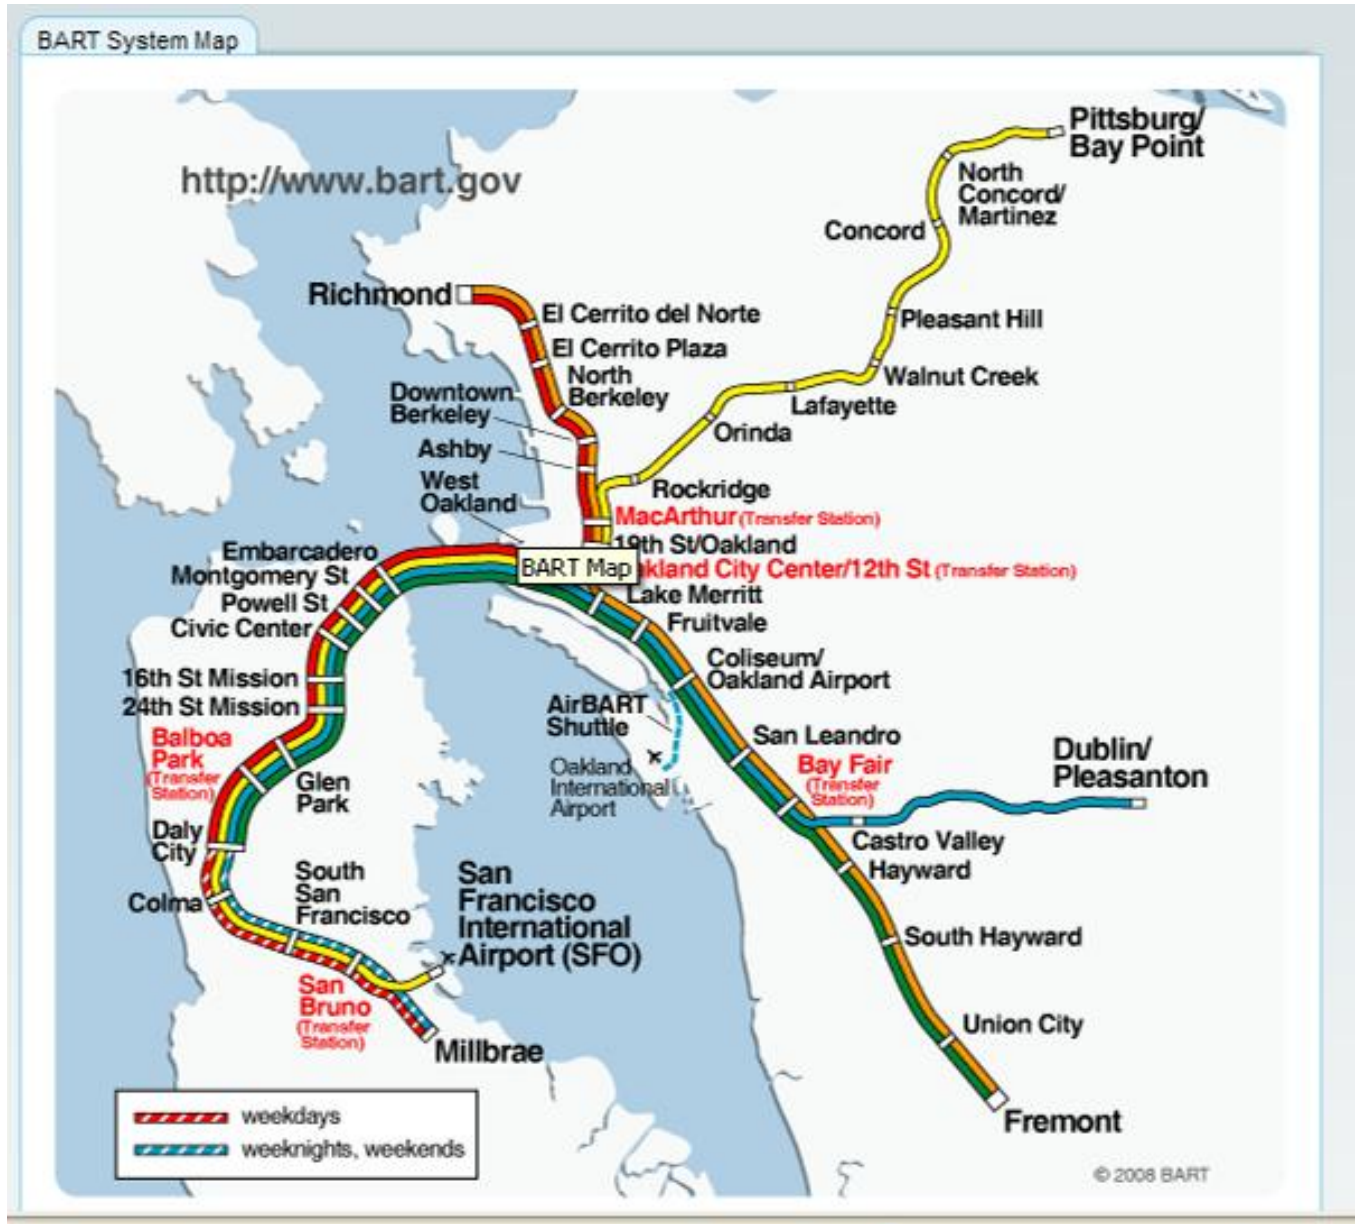 BART System Map
http://www.bart.gov
Pittsburg/
Bay Point
North
Concord/
Martinez
Concord
Richmond
El Cerrito del Norte
Pleasant Hill
El Cerrito Plaza
North
Berkeley
Walnut Creek
Downtown
Berkeley
Lafayette
Orinda
Ashby
West
Oakland
Rockridge
MacArthur (Transfer Station)
19th St/Oakland
BART Map
kland City Center/12th St (Transfer Station)
Embarcadero
Montgomery St
Powell St
Civic Center
Lake Merritt
Fruitvale
16th St Mission
24th St Mission
Coliseum/
Oakland Airport
AirBART
Shuttle
Balboa
Park
(Transfer
Station)
San Leandro
Bay Fair
(Transfer
Station)
Dublin/
Pleasanton
Oakland
International
Airport
Glen
Park
Daly
City
Castro Valley
Hayward
Colma
South
San
Francisco
San
Francisco
International
Airport (SFO)
South Hayward
San
Bruno
(Transfer
Station)
Union City
Millbrae
weekdays
weeknights, weekends
Fremont
© 2008 BART